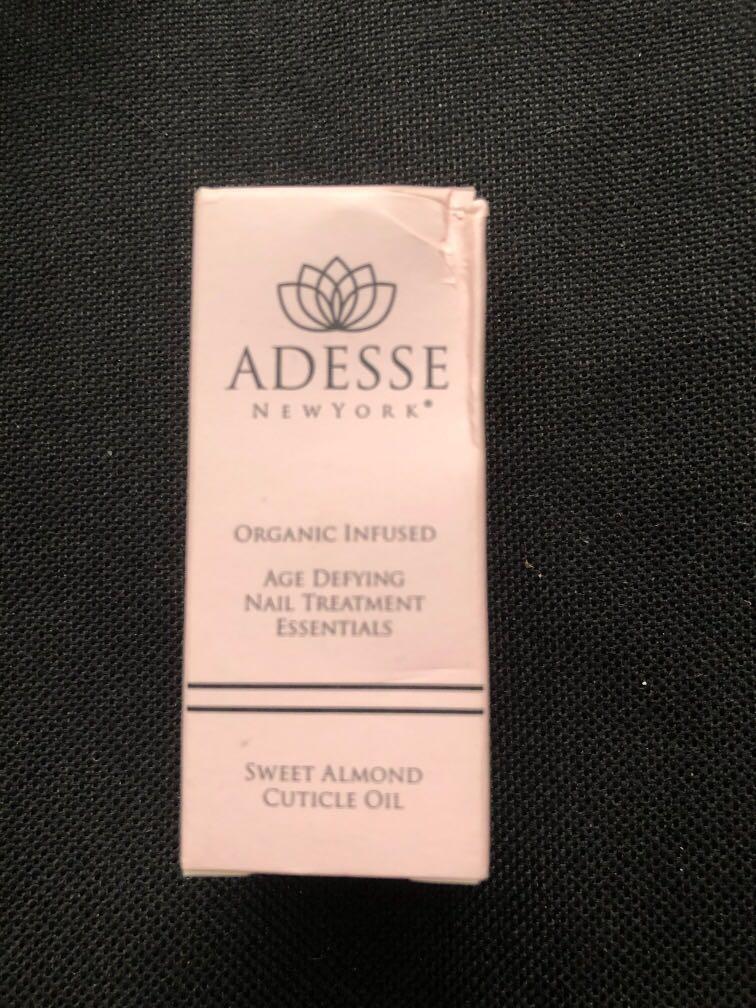 ADESSE
NEWYORK®
ORGANIC INFUSED
AGE DEFYING
NAIL TREATMENT
ESSENTIALS
SWEET ALMOND
CUTICLE OIL